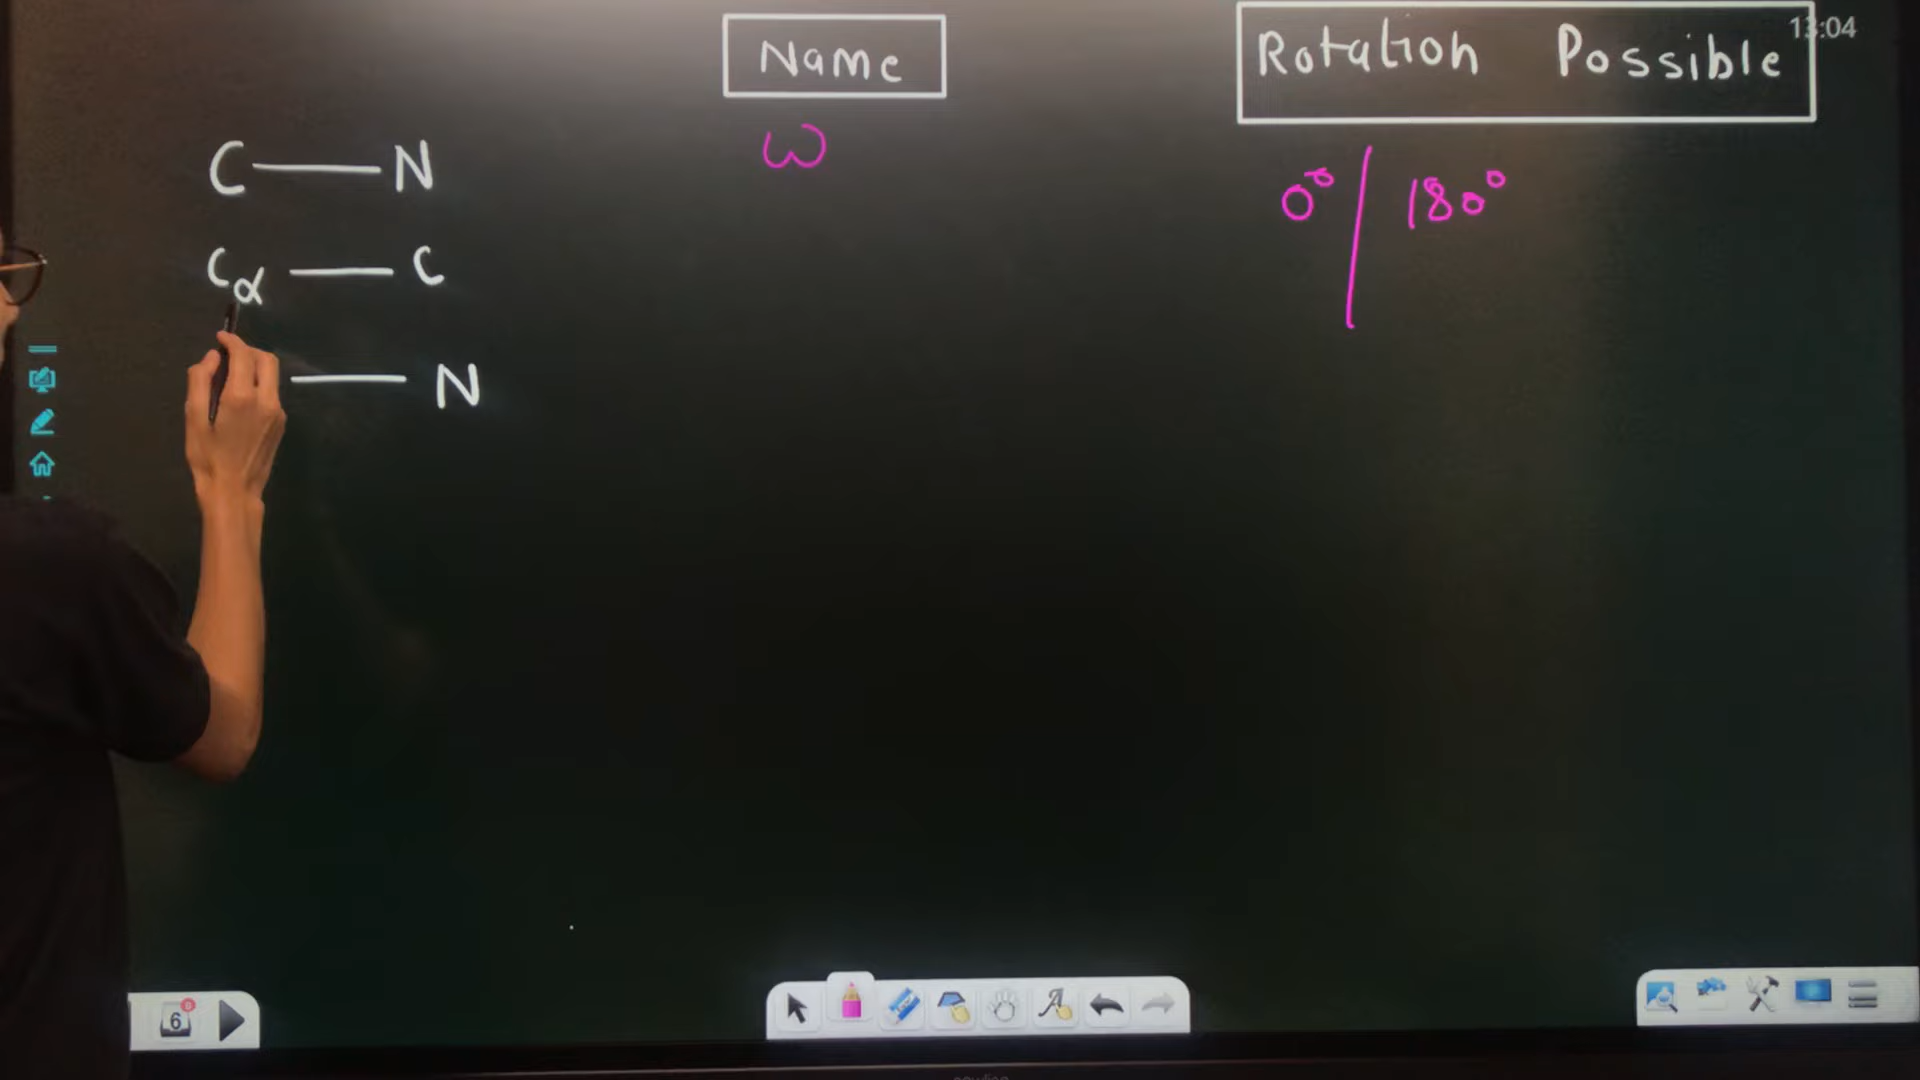 Name
Rotation Possible
13:04
C — N
ω
0° / 180°
Cα — C
— N
6